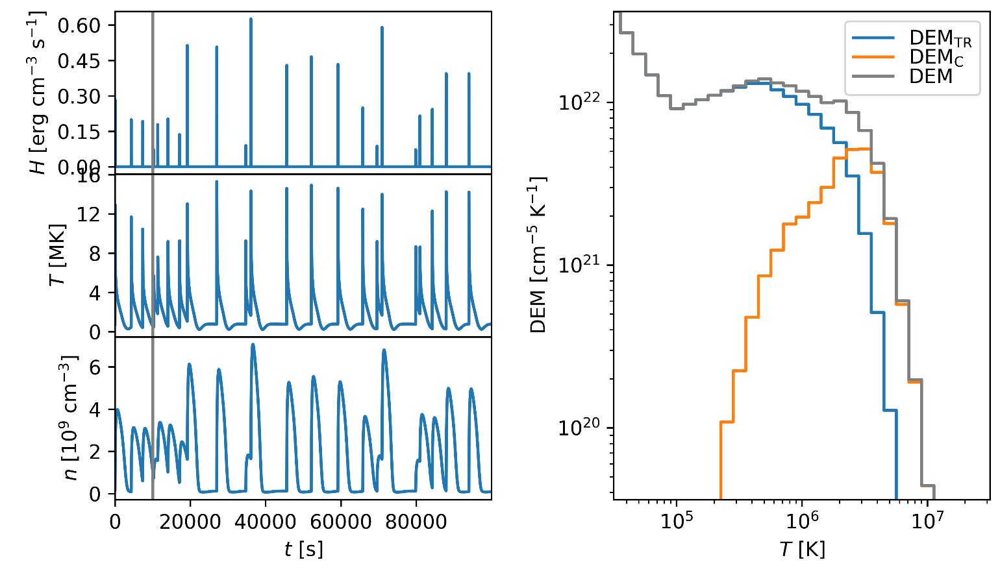 H [erg cm⁻³ s⁻¹]
0.60
0.45
0.30
0.15
0.00
T [MK]
16
12
8
4
0
n [10⁹ cm⁻³]
6
4
2
0
0 20000 40000 60000 80000
t [s]
DEM [cm⁻⁵ K⁻¹]
10²²
10²¹
10²⁰
DEM_TR
DEM_C
DEM
10⁵ 10⁶ 10⁷
T [K]